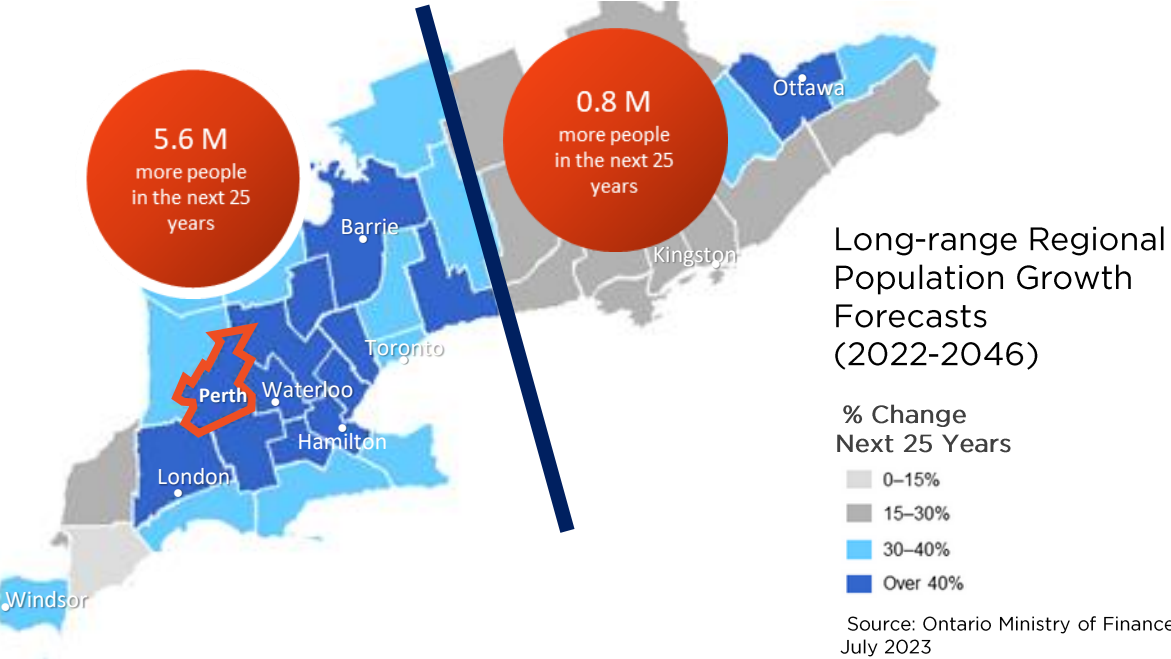 5.6 M
more people
in the next 25
years
0.8 M
more people
in the next 25
years
Ottawa
Barrie
Kingston
Toronto
Perth
Waterloo
Hamilton
London
Windsor
Long-range Regional
Population Growth
Forecasts
(2022-2046)
% Change
Next 25 Years
0–15%
15–30%
30–40%
Over 40%
Source: Ontario Ministry of Finance
July 2023